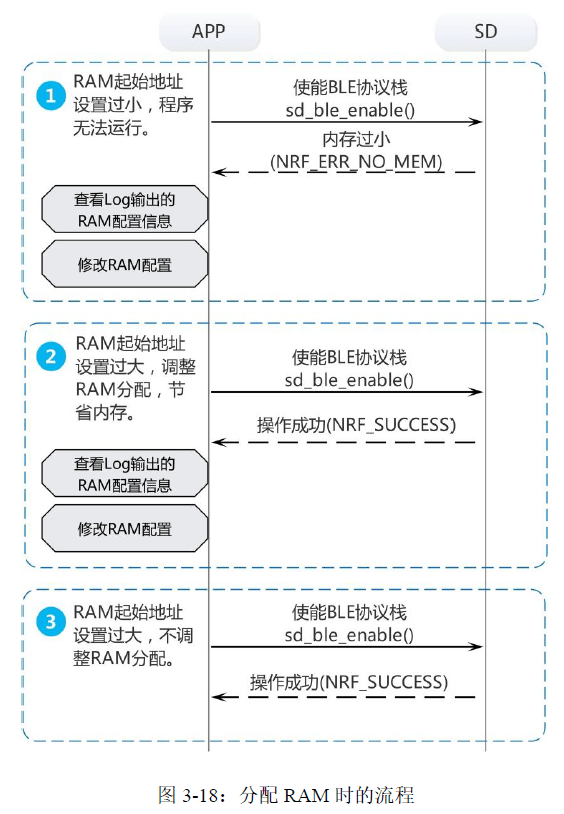 APP
SD
1
RAM起始地址
设置过小，程序
无法运行。
使能BLE协议栈
sd_ble_enable()
内存过小
(NRF_ERR_NO_MEM)
查看Log输出的
RAM配置信息
修改RAM配置
2
RAM起始地址
设置过大，调整
RAM分配，节
省内存。
使能BLE协议栈
sd_ble_enable()
操作成功(NRF_SUCCESS)
查看Log输出的
RAM配置信息
修改RAM配置
3
RAM起始地址
设置过大，不调
整RAM分配。
使能BLE协议栈
sd_ble_enable()
操作成功(NRF_SUCCESS)
图 3-18：分配 RAM 时的流程